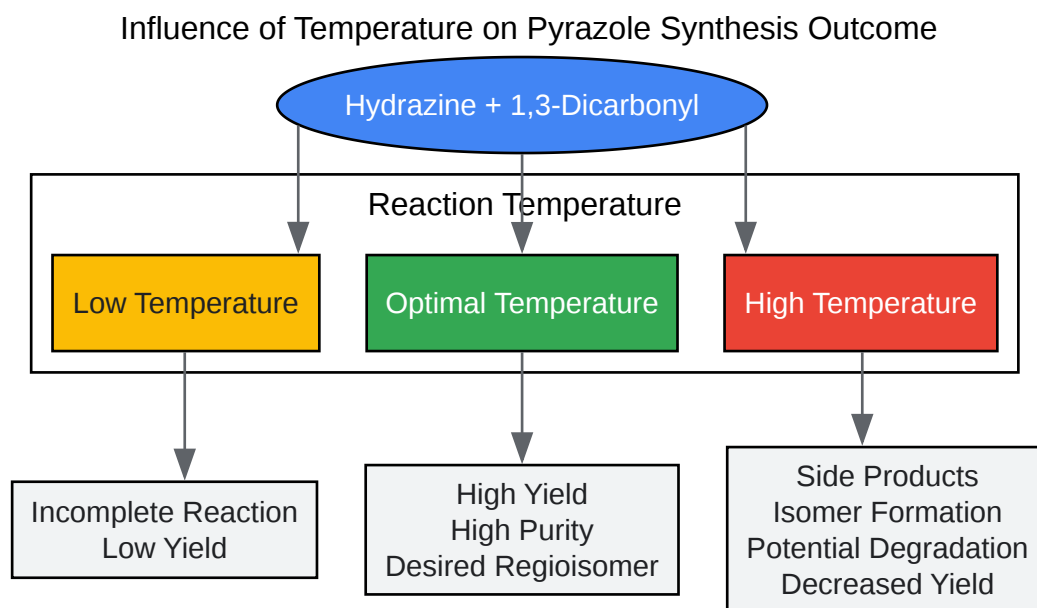 Influence of Temperature on Pyrazole Synthesis Outcome
Hydrazine + 1,3-Dicarbonyl
Reaction Temperature
Low Temperature
Optimal Temperature
High Temperature
Incomplete Reaction
Low Yield
High Yield
High Purity
Desired Regioisomer
Side Products
Isomer Formation
Potential Degradation
Decreased Yield